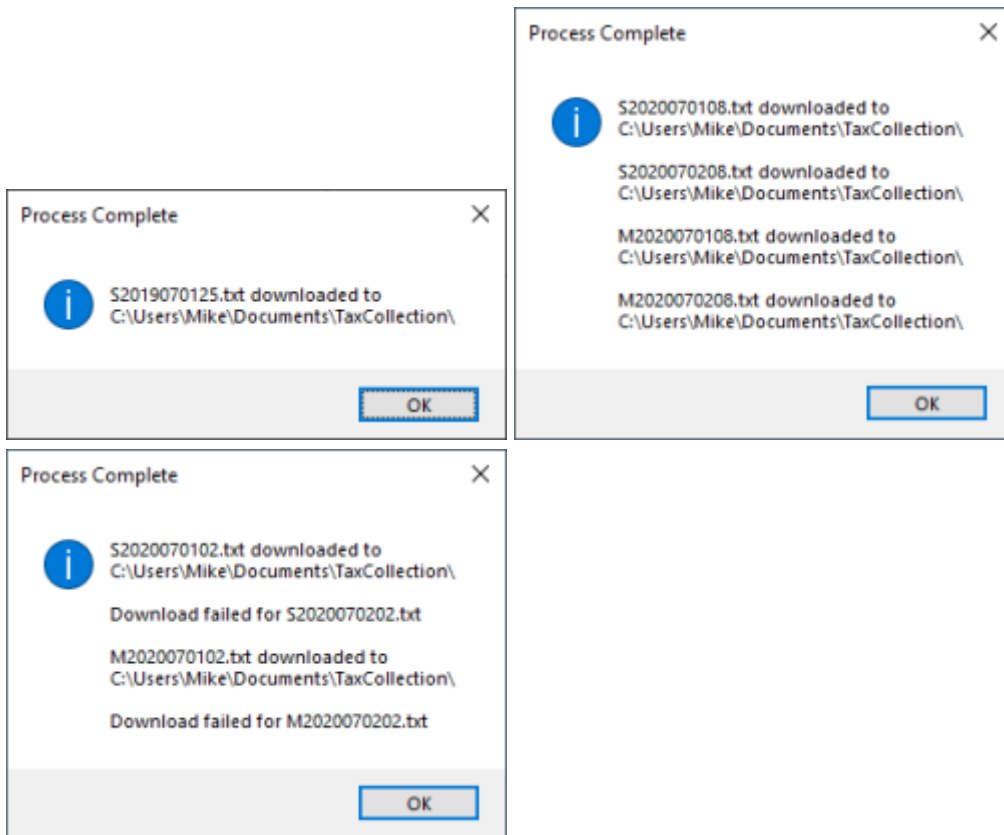 Process Complete
S2019070125.txt downloaded to
C:\Users\Mike\Documents\TaxCollection\
OK
Process Complete
S2020070108.txt downloaded to
C:\Users\Mike\Documents\TaxCollection\
S2020070208.txt downloaded to
C:\Users\Mike\Documents\TaxCollection\
M2020070108.txt downloaded to
C:\Users\Mike\Documents\TaxCollection\
M2020070208.txt downloaded to
C:\Users\Mike\Documents\TaxCollection\
OK
Process Complete
S2020070102.txt downloaded to
C:\Users\Mike\Documents\TaxCollection\
Download failed for S2020070202.txt
M2020070102.txt downloaded to
C:\Users\Mike\Documents\TaxCollection\
Download failed for M2020070202.txt
OK